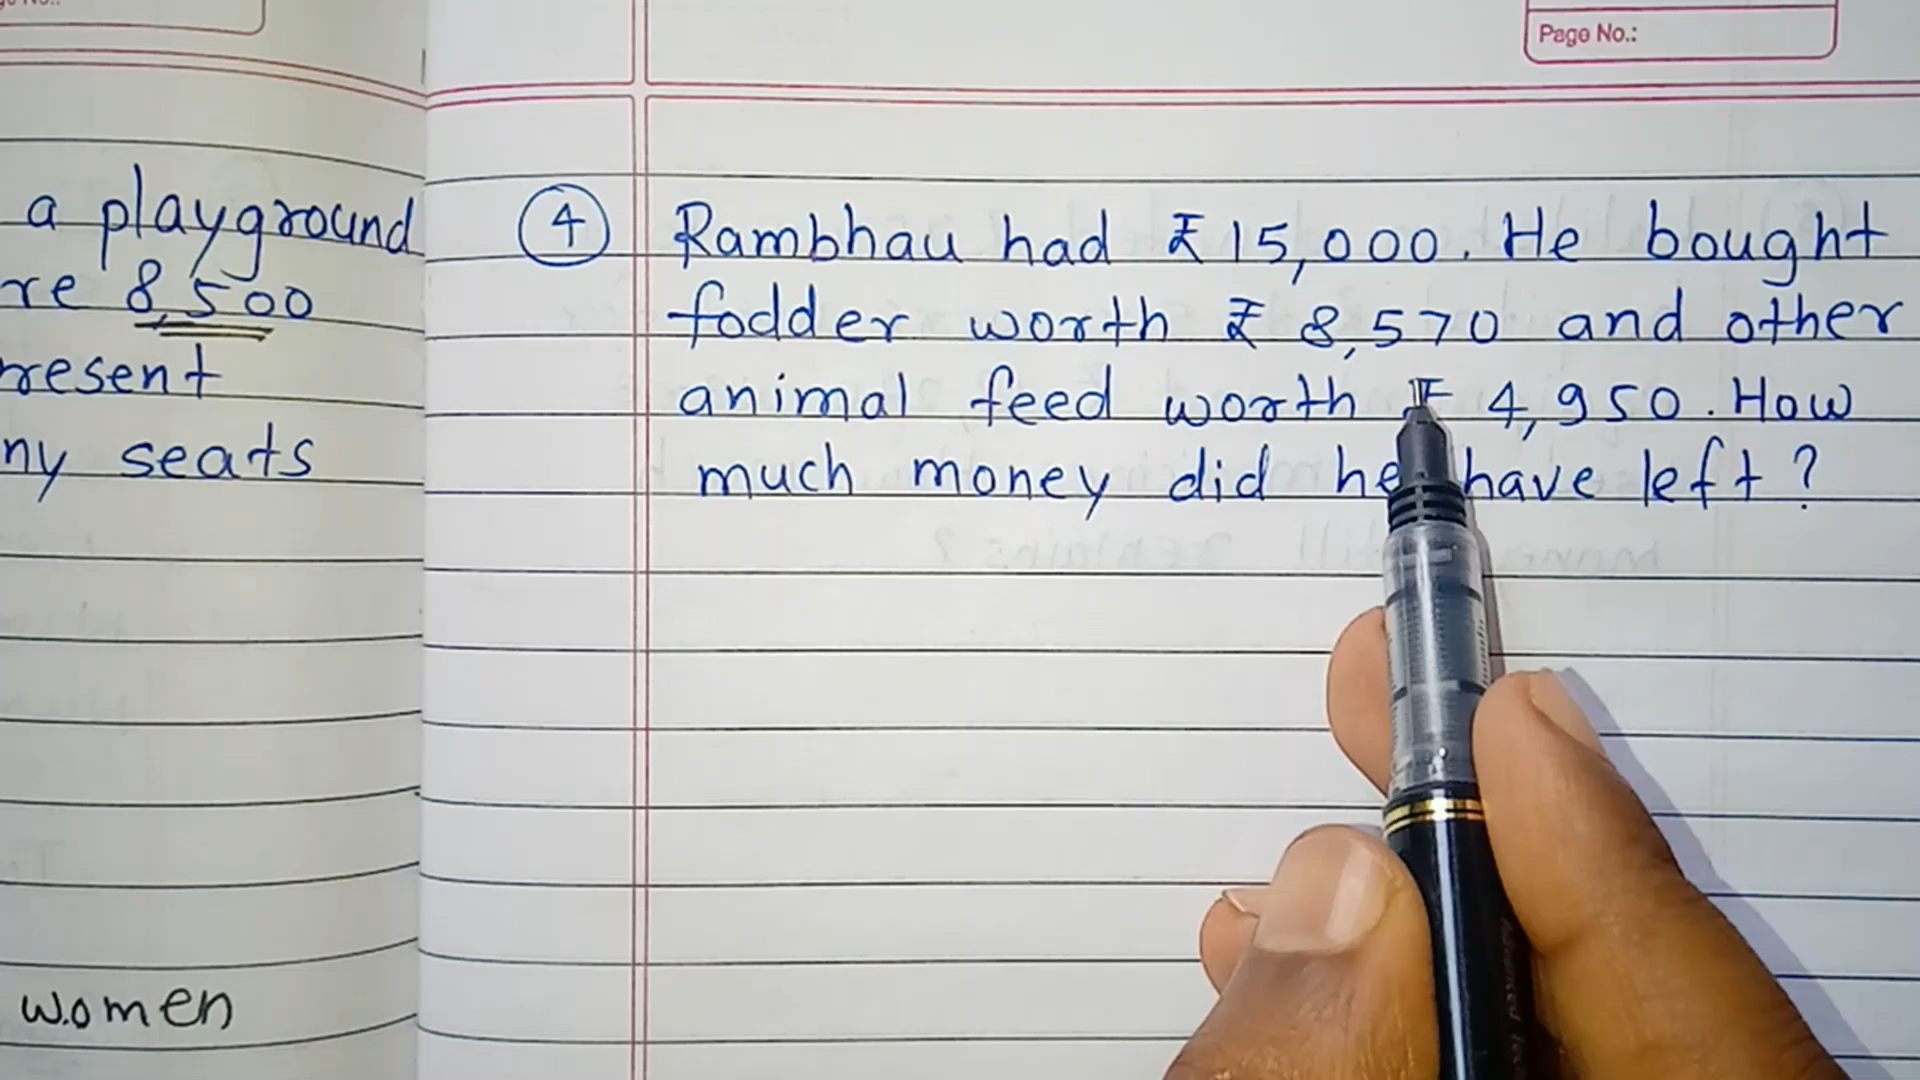 Page No.:
a playground
re 8,500
resent
ny seats
women
4 Rambhau had ₹15,000. He bought
fodder worth ₹ 8,570 and other
animal feed worth ₹ 4,950. How
much money did he have left?